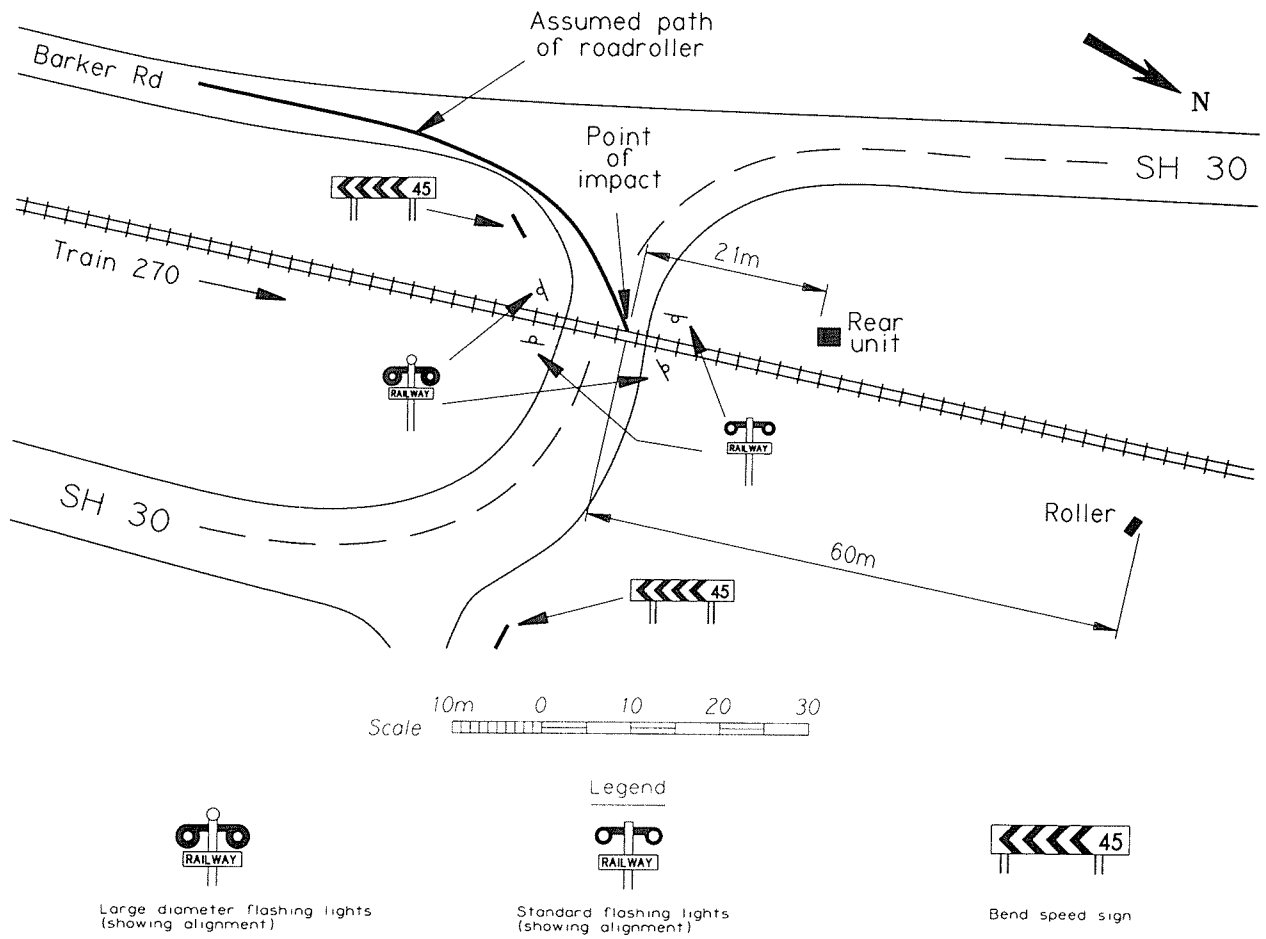 Assumed path
of roadroller
Barker Rd
N
Point
of
impact
SH 30
45
21m
Train 270
Rear
unit
RAILWAY
RAILWAY
SH 30
Roller
60m
45
10m 0 10 20 30
Scale
Legend
RAILWAY
RAILWAY
45
Large diameter flashing lights
(showing alignment)
Standard flashing lights
(showing alignment)
Bend speed sign